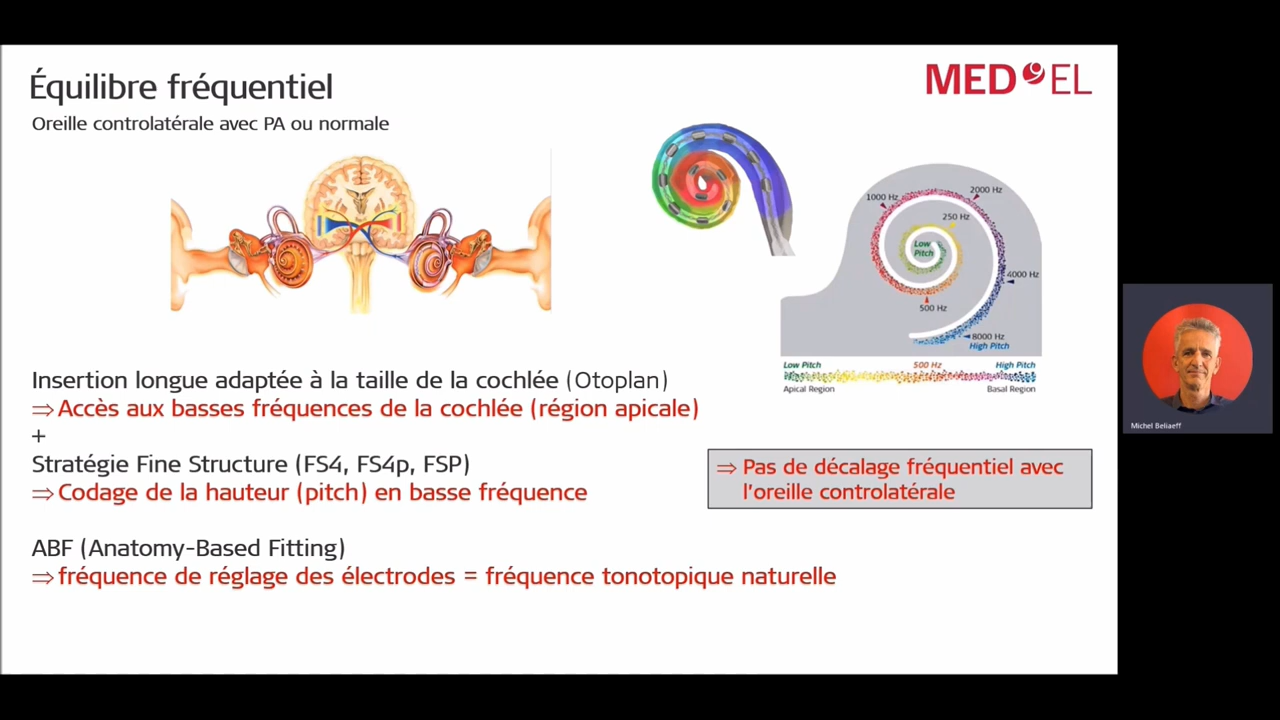 Équilibre fréquentiel
MED EL
Oreille controlatérale avec PA ou normale
1000 Hz
2000 Hz
250 Hz
Low
Pitch
4000 Hz
500 Hz
8000 Hz
High Pitch
Low Pitch 500 Hz High Pitch
Apical Region Basal Region
Insertion longue adaptée à la taille de la cochlée (Otoplan)
⇒ Accès aux basses fréquences de la cochlée (région apicale)
+
Stratégie Fine Structure (FS4, FS4p, FSP)
⇒ Codage de la hauteur (pitch) en basse fréquence
⇒ Pas de décalage fréquentiel avec
l'oreille controlatérale
ABF (Anatomy-Based Fitting)
⇒ fréquence de réglage des électrodes = fréquence tonotopique naturelle
Michel Beliaeff